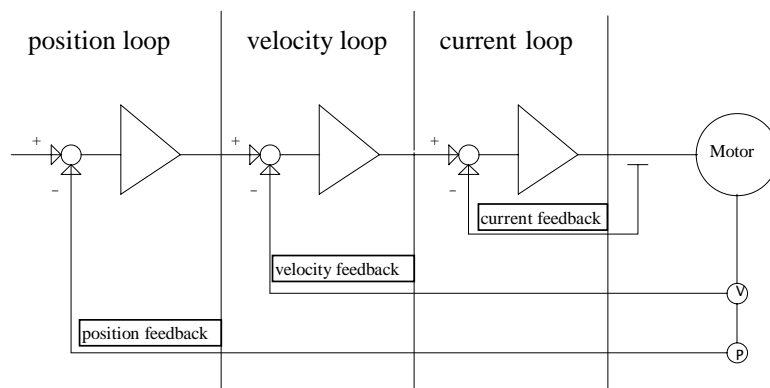 position loop
velocity loop
current loop
+
+
+
Motor
−
−
−
current feedback
velocity feedback
V
position feedback
P